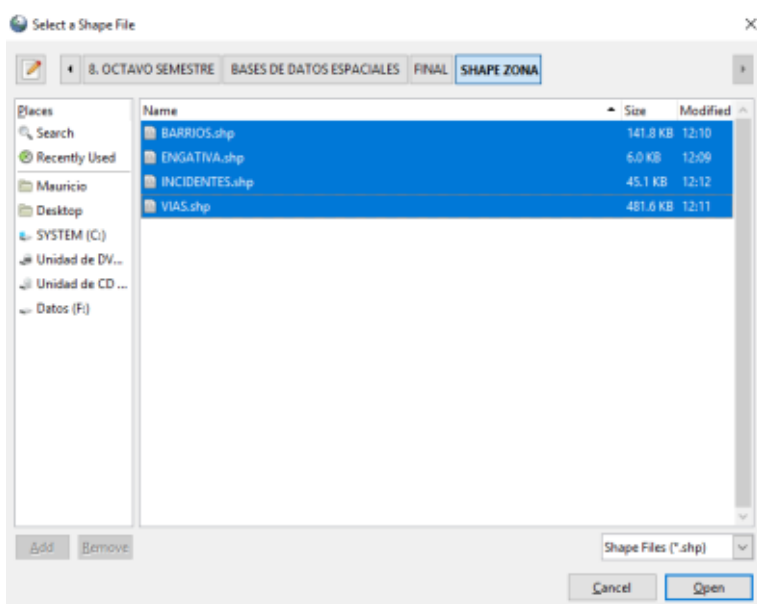 Select a Shape File
8. OCTAVO SEMESTRE BASES DE DATOS ESPACIALES FINAL SHAPE ZONA
Places Name Size Modified
Search BARRIOS.shp 141.8 KB 12:10
Recently Used ENGATIVA.shp 6.0 KB 12:09
Mauricio INCIDENTES.shp 45.1 KB 12:12
Desktop VIAS.shp 481.6 KB 12:11
SYSTEM (C:)
Unidad de DV...
Unidad de CD ...
Datos (F:)
Add Remove Shape Files (*.shp)
Cancel Open